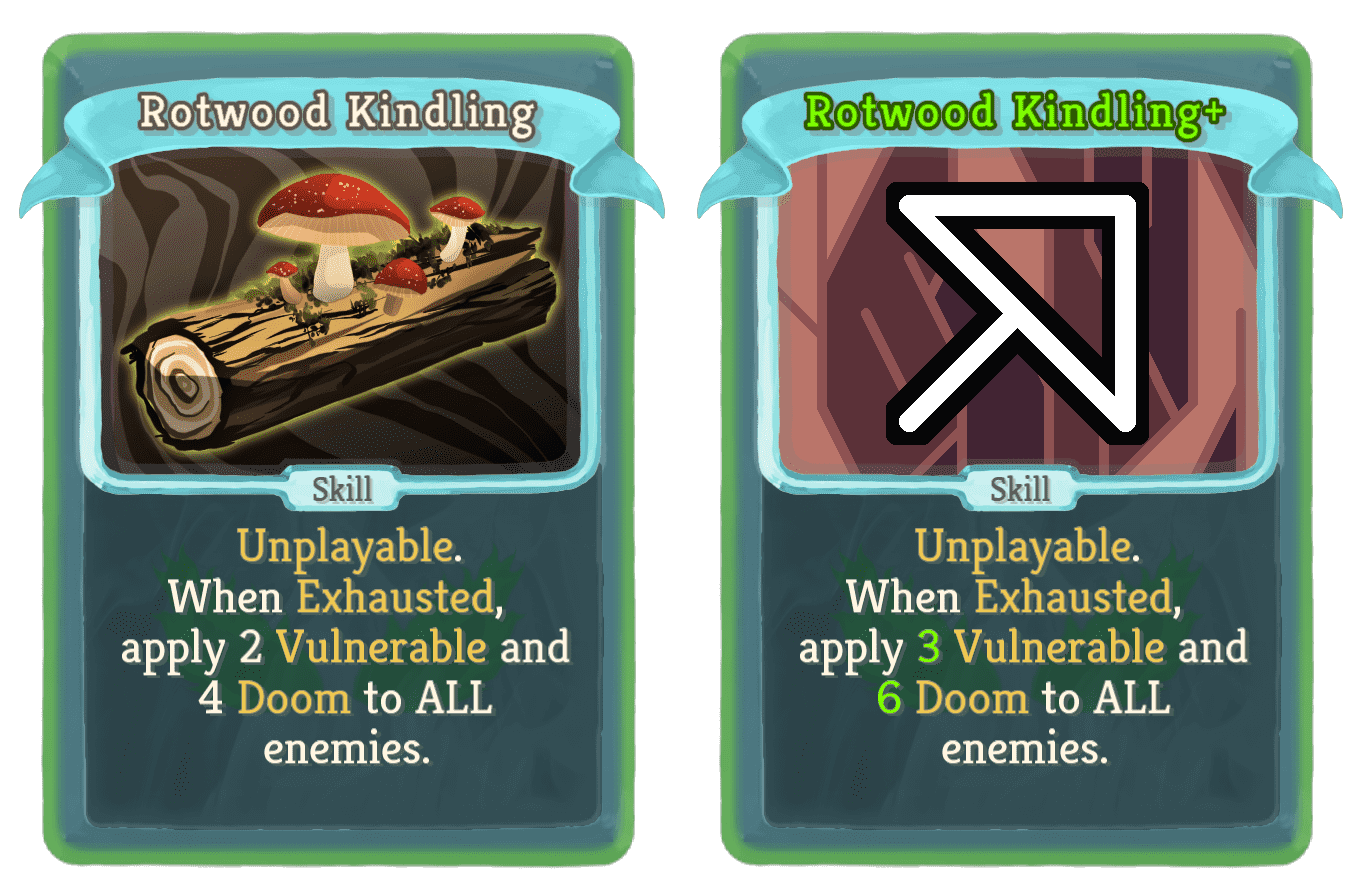 Rotwood Kindling
Skill
Unplayable.
When Exhausted,
apply 2 Vulnerable and
4 Doom to ALL
enemies.
Rotwood Kindling+
Skill
Unplayable.
When Exhausted,
apply 3 Vulnerable and
6 Doom to ALL
enemies.